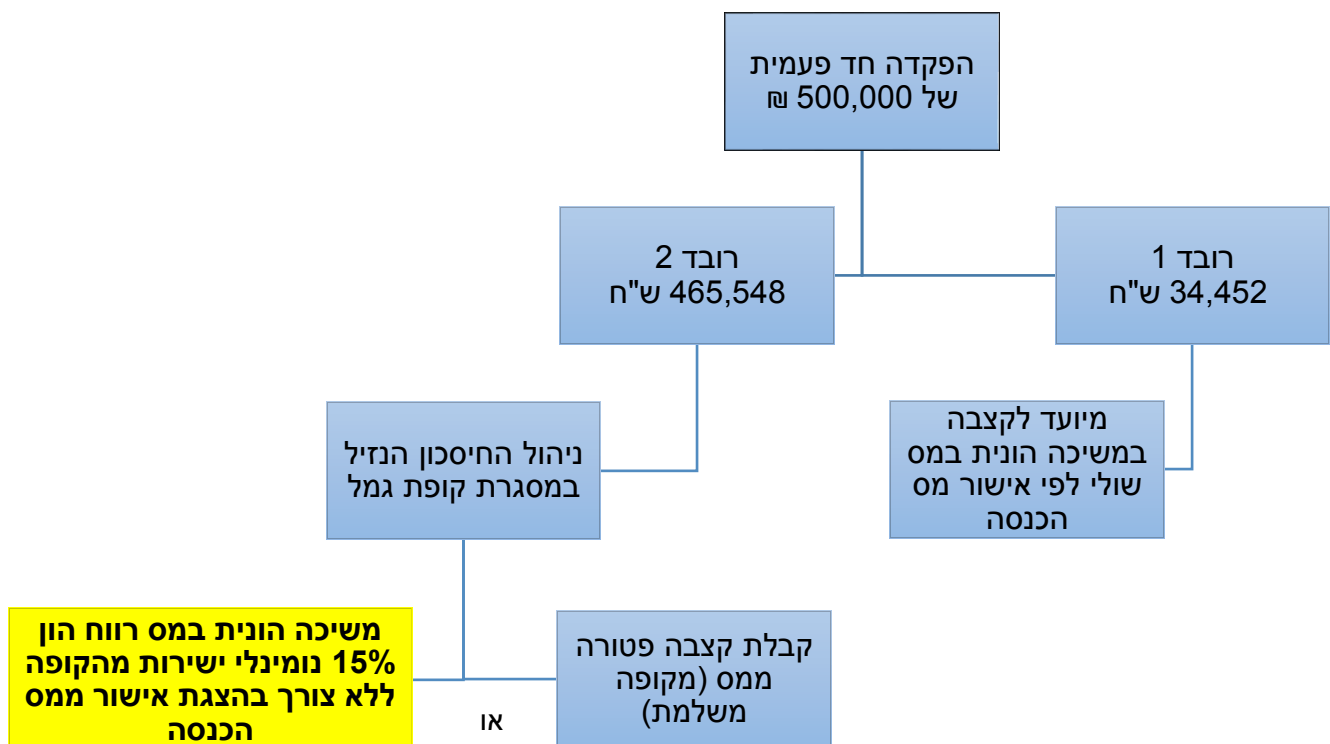 הפקדה חד פעמית
של 500,000 ₪
רובד 1
34,452 ש"ח
רובד 2
465,548 ש"ח
מיועד לקצבה
במשיכה הונית במס
שולי לפי אישור מס
הכנסה
ניהול החיסכון הנזיל
במסגרת קופת גמל
קבלת קצבה פטורה
ממס (מקופה
משלמת)
או
משיכה הונית במס רווח הון
15% נומינלי ישירות מהקופה
ללא צורך בהצגת אישור ממס
הכנסה